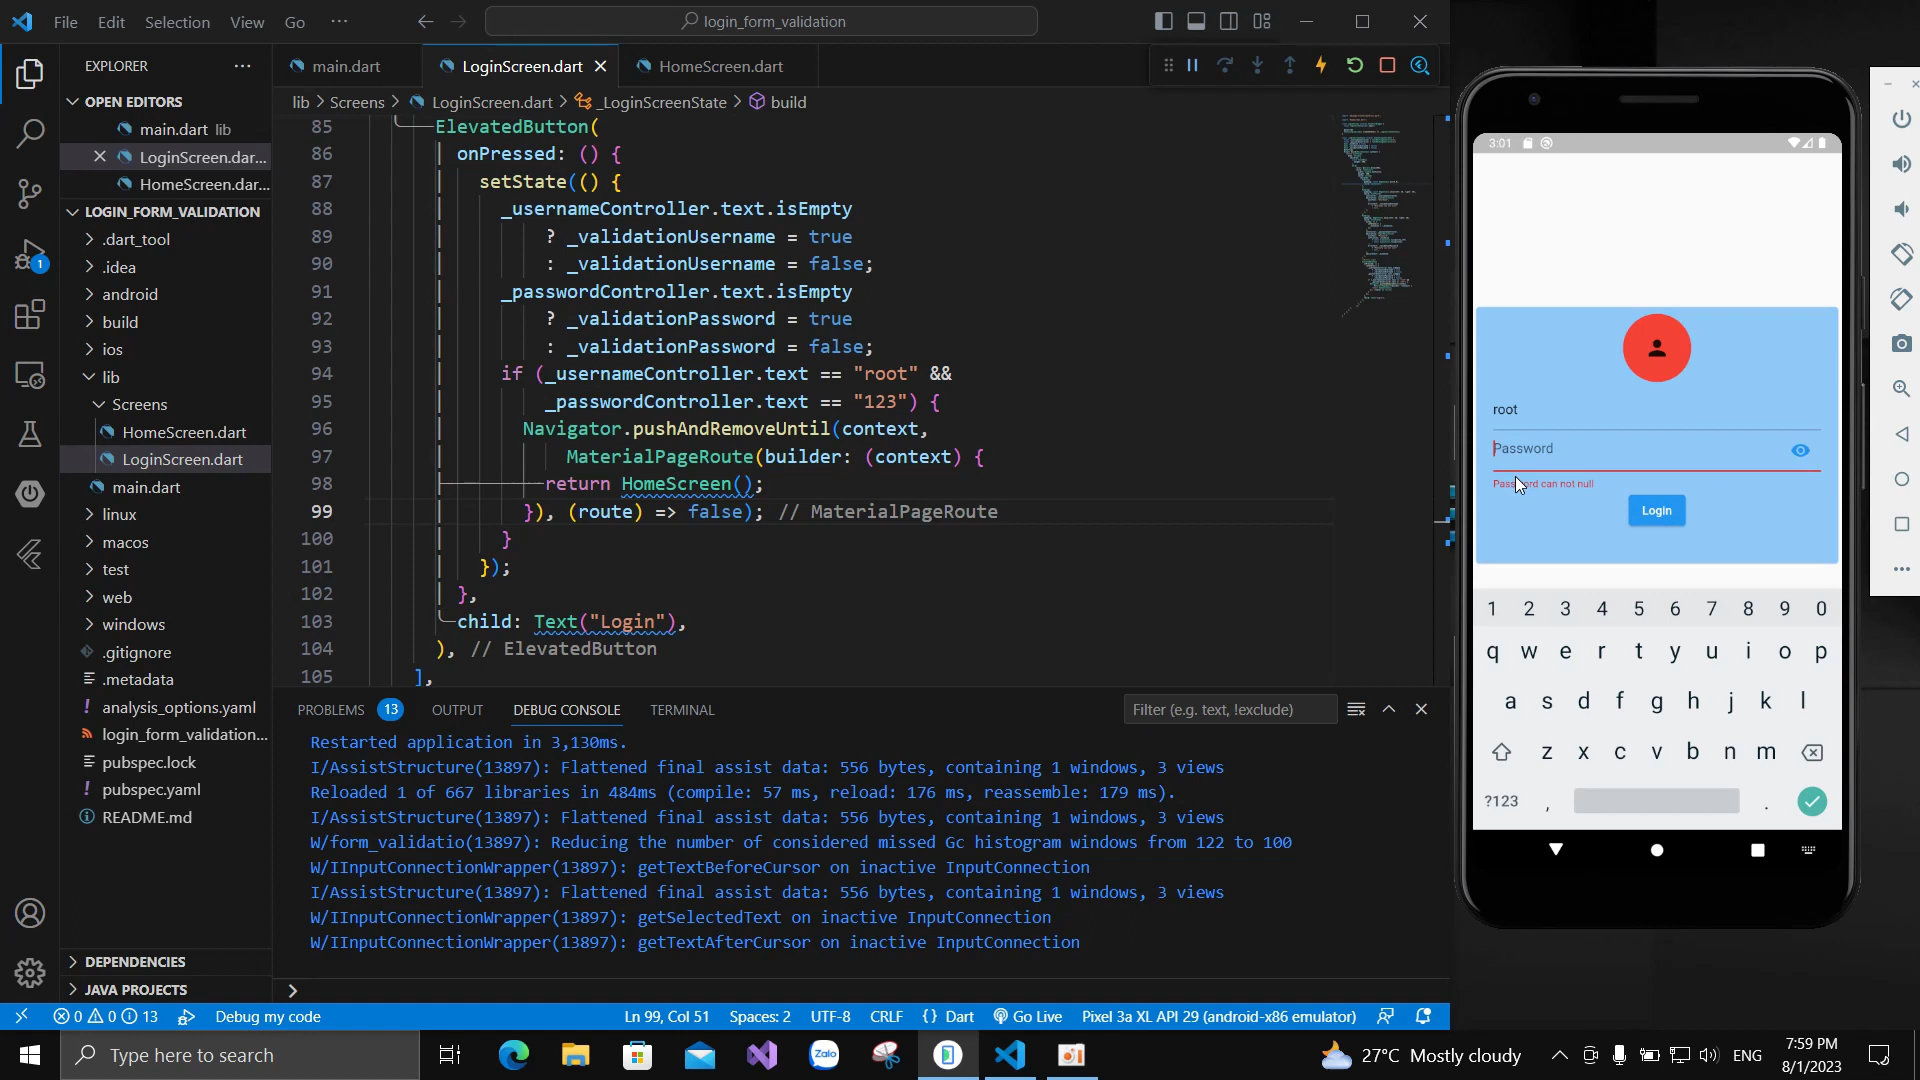 File Edit Selection View Go ···
login_form_validation
EXPLORER
main.dart
LoginScreen.dart
HomeScreen.dart
lib > Screens > LoginScreen.dart > _LoginScreenState > build
OPEN EDITORS
main.dart lib
LoginScreen.dar...
HomeScreen.dar...
LOGIN_FORM_VALIDATION
.dart_tool
.idea
android
build
ios
lib
Screens
HomeScreen.dart
LoginScreen.dart
main.dart
linux
macos
test
web
windows
.gitignore
.metadata
analysis_options.yaml
login_form_validation...
pubspec.lock
pubspec.yaml
README.md
DEPENDENCIES
JAVA PROJECTS
85 ElevatedButton(
86 onPressed: () {
87 setState(() {
88 _usernameController.text.isEmpty
89 ? _validationUsername = true
90 : _validationUsername = false;
91 _passwordController.text.isEmpty
92 ? _validationPassword = true
93 : _validationPassword = false;
94 if (_usernameController.text == "root" &&
95 _passwordController.text == "123") {
96 Navigator.pushAndRemoveUntil(context,
97 MaterialPageRoute(builder: (context) {
98 return HomeScreen();
99 }), (route) => false); // MaterialPageRoute
100 }
101 });
102 },
103 child: Text("Login"),
104 ), // ElevatedButton
105 ],
PROBLEMS 13 OUTPUT DEBUG CONSOLE TERMINAL
Filter (e.g. text, !exclude)
Restarted application in 3,130ms.
I/AssistStructure(13897): Flattened final assist data: 556 bytes, containing 1 windows, 3 views
Reloaded 1 of 667 libraries in 484ms (compile: 57 ms, reload: 176 ms, reassemble: 179 ms).
I/AssistStructure(13897): Flattened final assist data: 556 bytes, containing 1 windows, 3 views
W/form_validatio(13897): Reducing the number of considered missed Gc histogram windows from 122 to 100
W/IInputConnectionWrapper(13897): getTextBeforeCursor on inactive InputConnection
I/AssistStructure(13897): Flattened final assist data: 556 bytes, containing 1 windows, 3 views
W/IInputConnectionWrapper(13897): getSelectedText on inactive InputConnection
W/IInputConnectionWrapper(13897): getTextAfterCursor on inactive InputConnection
1
0 0 13 Debug my code
Ln 99, Col 51 Spaces: 2 UTF-8 CRLF {} Dart Go Live Pixel 3a XL API 29 (android-x86 emulator)
3:01
root
Password
Password can not null
Login
1 2 3 4 5 6 7 8 9 0
q w e r t y u i o p
a s d f g h j k l
z x c v b n m
?123 , .
Type here to search
Zalo
27°C Mostly cloudy
ENG
7:59 PM
8/1/2023